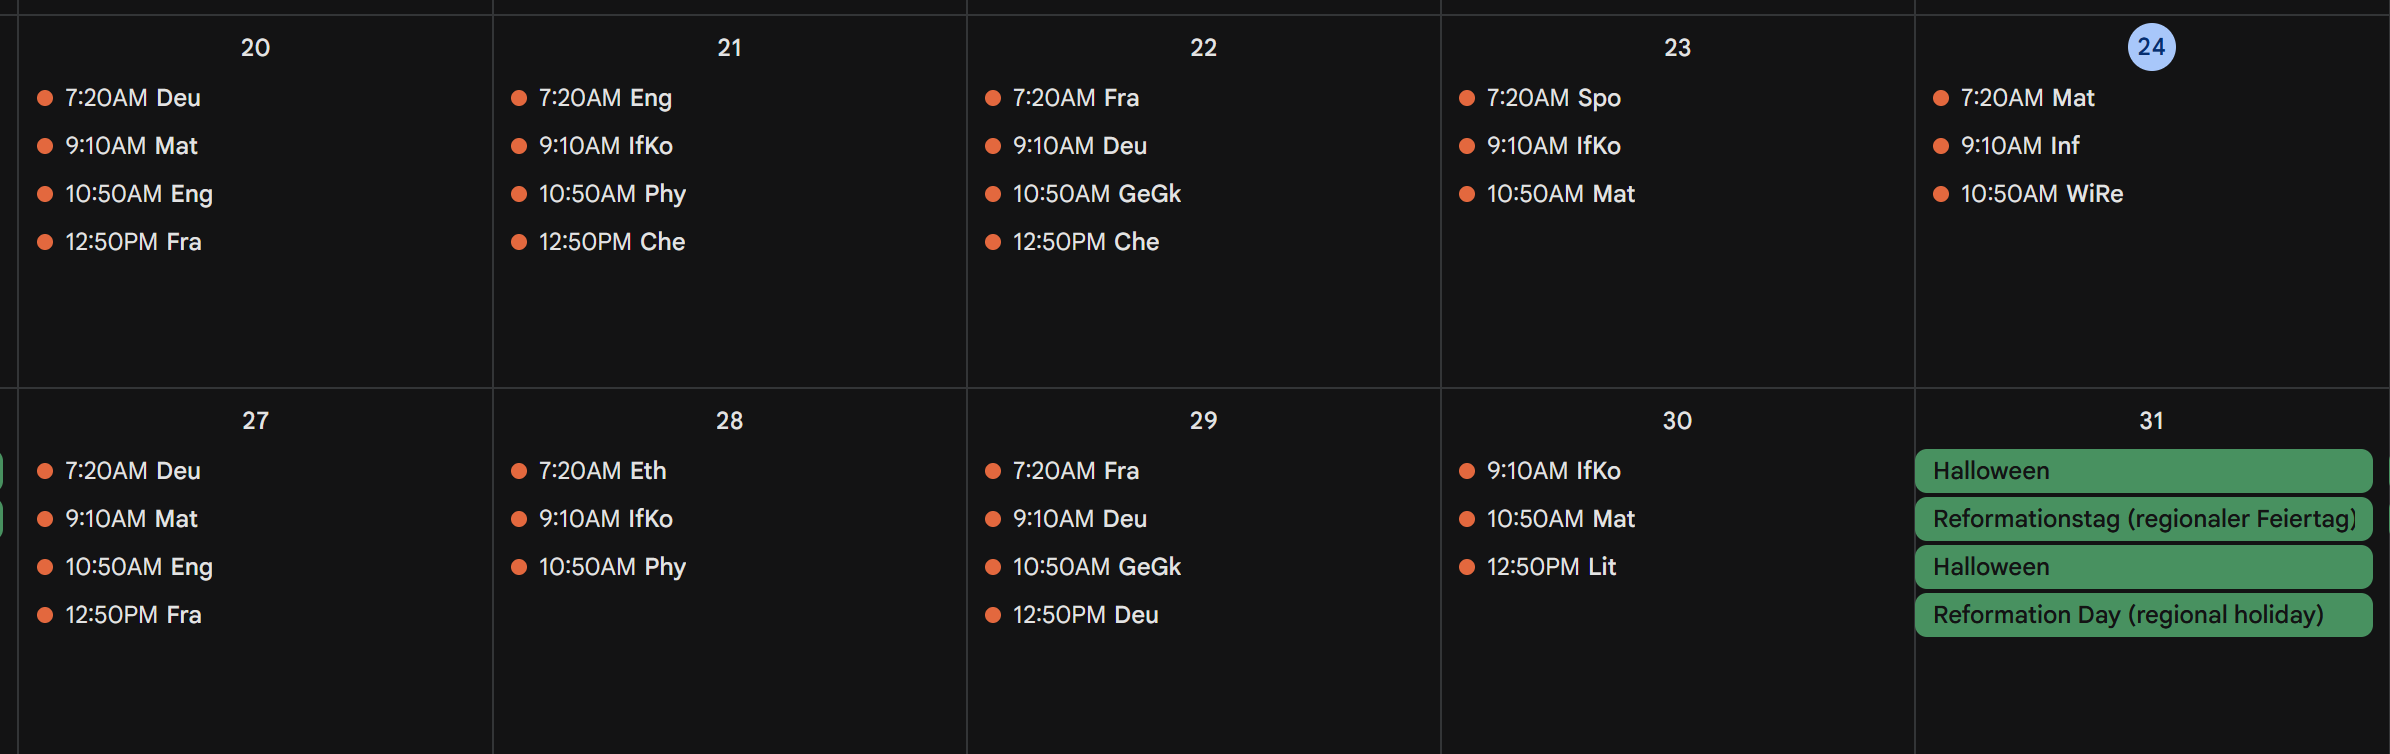 20
7:20AM Deu
9:10AM Mat
10:50AM Eng
12:50PM Fra
21
7:20AM Eng
9:10AM IfKo
10:50AM Phy
12:50PM Che
22
7:20AM Fra
9:10AM Deu
10:50AM GeGk
12:50PM Che
23
7:20AM Spo
9:10AM IfKo
10:50AM Mat
24
7:20AM Mat
9:10AM Inf
10:50AM WiRe
27
7:20AM Deu
9:10AM Mat
10:50AM Eng
12:50PM Fra
28
7:20AM Eth
9:10AM IfKo
10:50AM Phy
29
7:20AM Fra
9:10AM Deu
10:50AM GeGk
12:50PM Deu
30
9:10AM IfKo
10:50AM Mat
12:50PM Lit
31
Halloween
Reformationstag (regionaler Feiertag)
Halloween
Reformation Day (regional holiday)